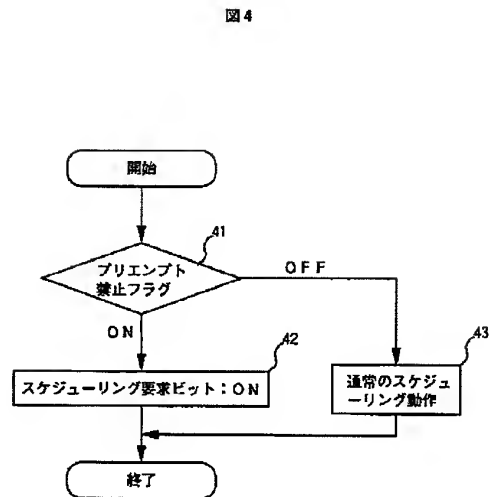 図4
開始
41
プリエンプト
禁止フラグ
OFF
ON
42
43
スケジューリング要求ビット：ON
通常のスケジュ
ーリング動作
終了